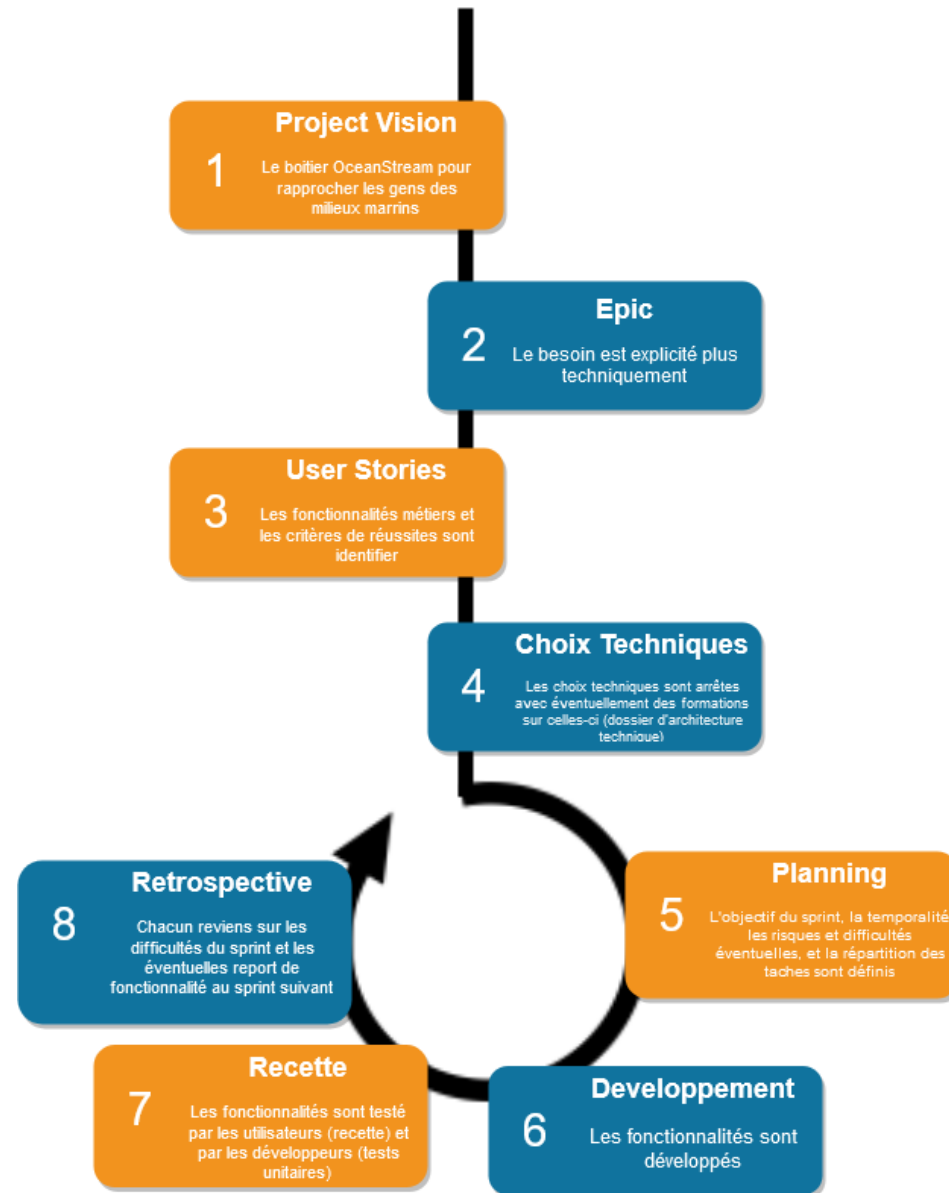 Project Vision
1
Le boitier OceanStream pour
rapprocher les gens des
milieux marrins
Epic
2
Le besoin est explicité plus
techniquement
User Stories
3
Les fonctionnalités métiers et
les critères de réussites sont
identifier
Choix Techniques
4
Les choix techniques sont arrêtes
avec éventuellement des formations
sur celles-ci (dossier d'architecture
technique)
Planning
5
L'objectif du sprint, la temporalité
les risques et difficultés
éventuelles, et la répartition des
taches sont définis
Developpement
6
Les fonctionnalités sont
développés
Recette
7
Les fonctionnalités sont testé
par les utilisateurs (recette) et
par les développeurs (tests
unitaires)
Retrospective
8
Chacun reviens sur les
difficultés du sprint et les
éventuelles report de
fonctionnalité au sprint suivant